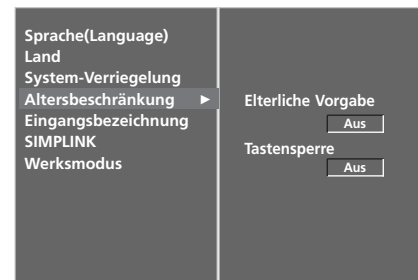 Sprache(Language)
Land
System-Verriegelung
Altersbeschränkung ►
Eingangsbezeichnung
SIMPLINK
Werksmodus
Elterliche Vorgabe
Aus
Tastensperre
Aus